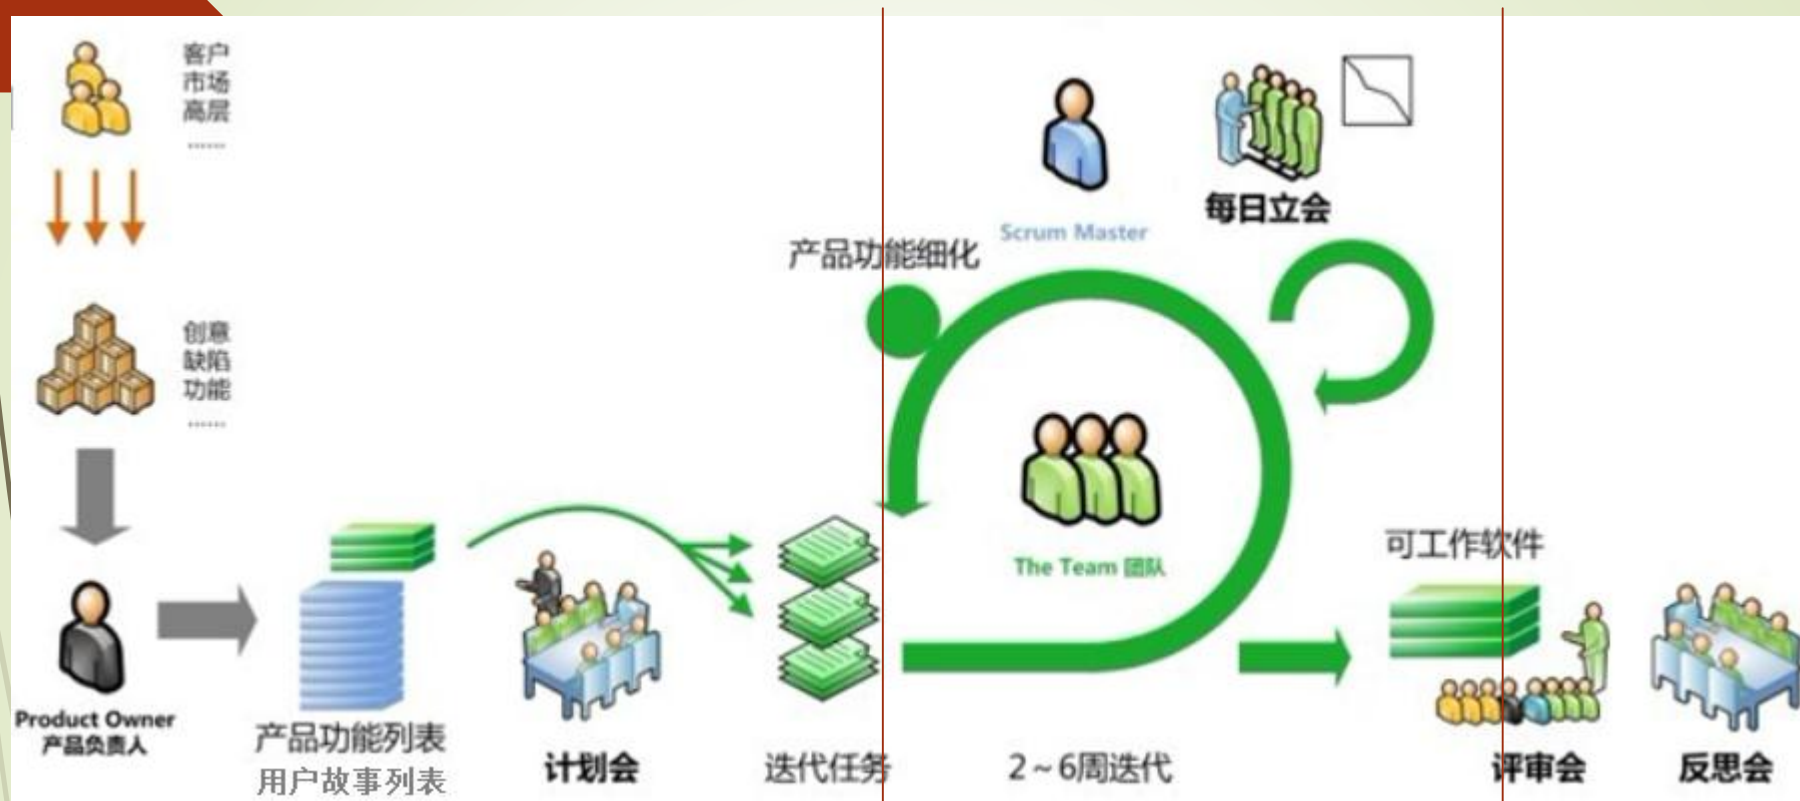 客户
市场
高层
……
创意
缺陷
功能
……
Product Owner
产品负责人
产品功能列表
用户故事列表
计划会
迭代任务
产品功能细化
Scrum Master
每日立会
The Team 团队
2~6周迭代
可工作软件
评审会
反思会